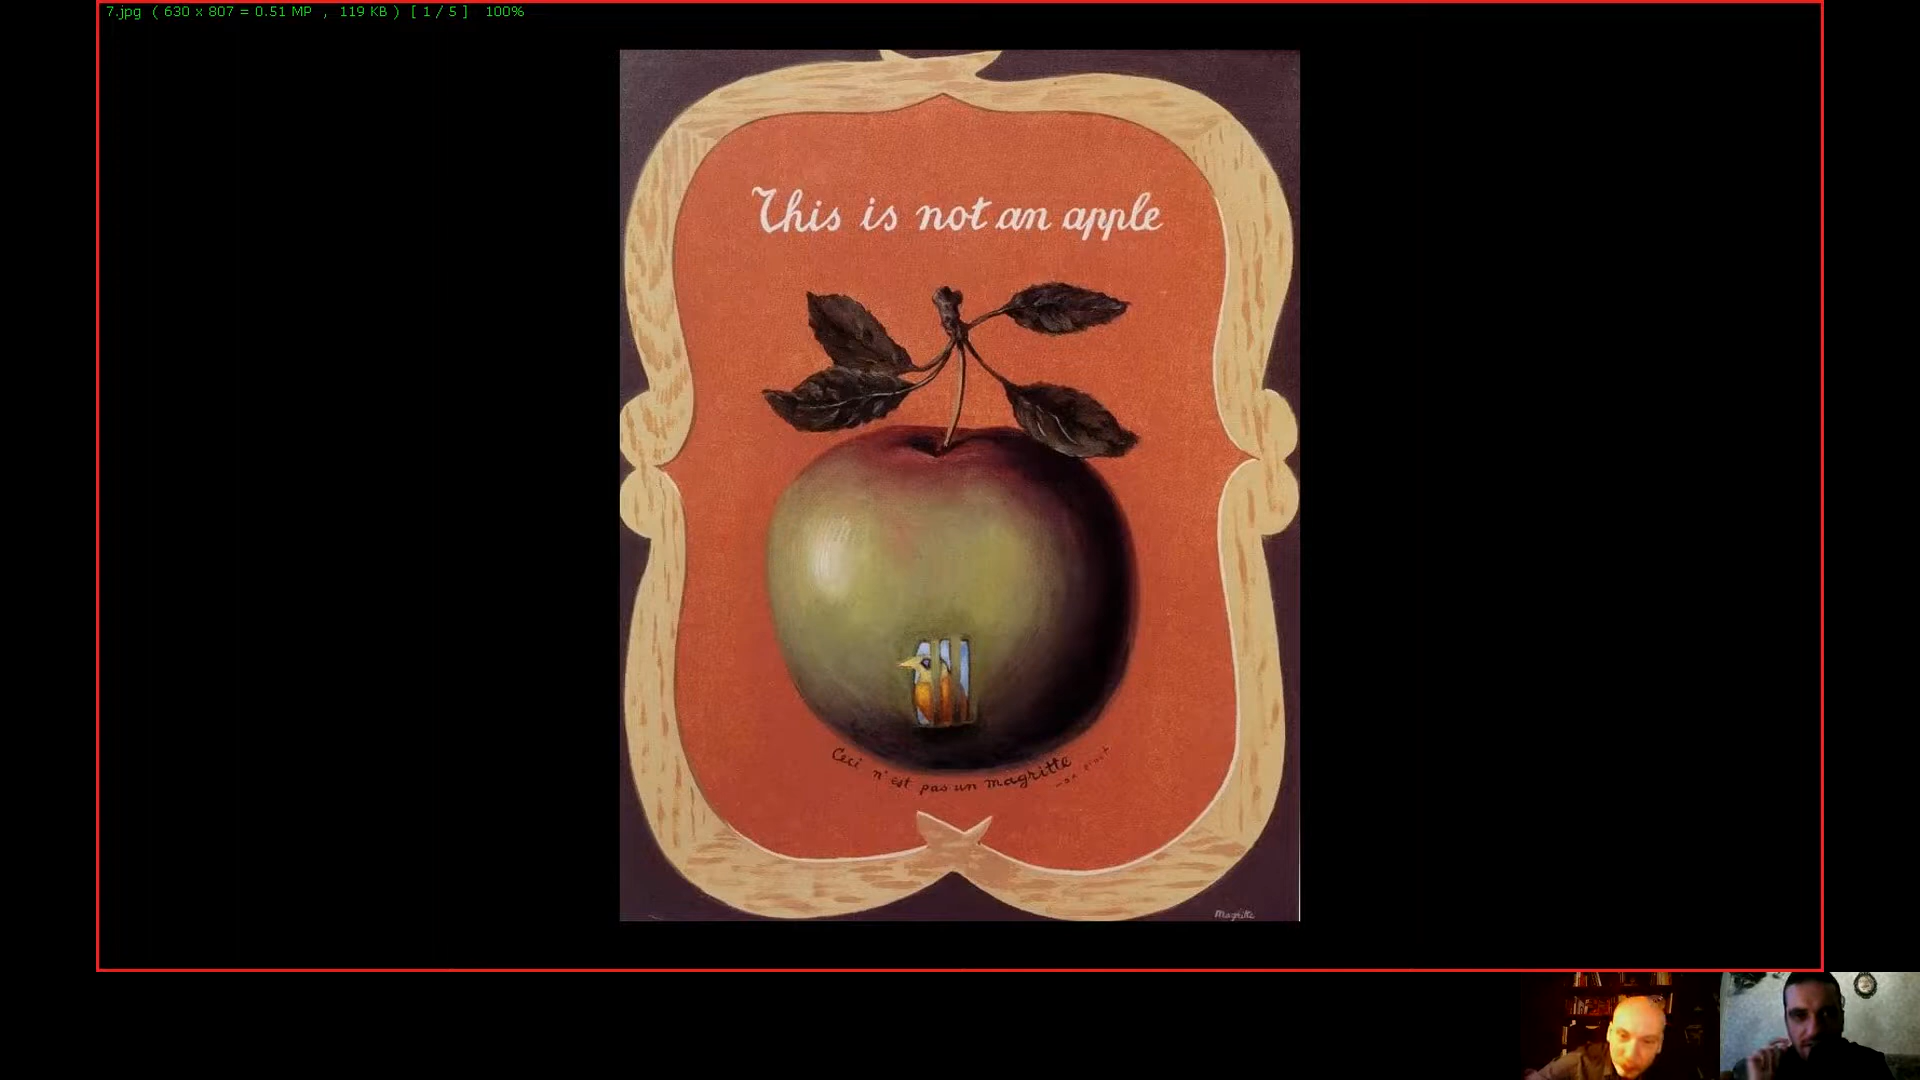 7.jpg ( 630 x 807 = 0.51 MP , 119 KB ) [ 1 / 5 ] 100%
This is not an apple
Ceci n'est pas un magritte
Magritte